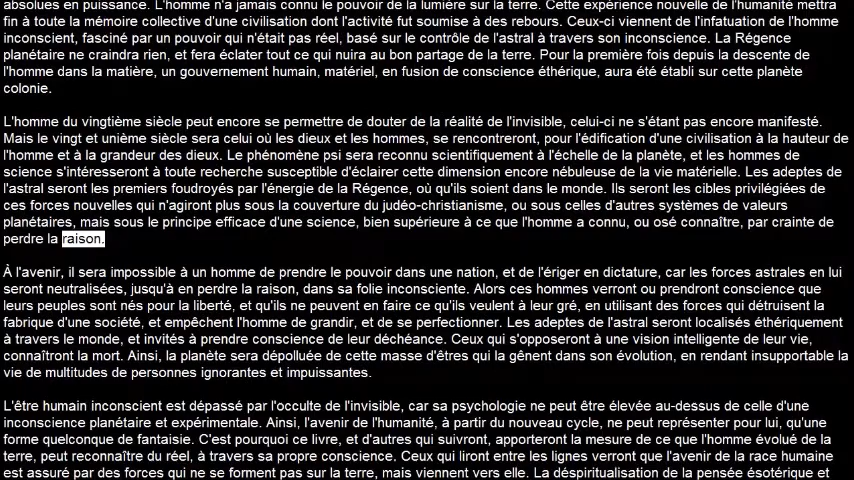 absolues en puissance. L'homme n'a jamais connu le pouvoir de la lumière sur la terre. Cette expérience nouvelle de l'humanité mettra
fin à toute la mémoire collective d'une civilisation dont l'activité fut soumise à des rebours. Ceux-ci viennent de l'infatuation de l'homme
inconscient, fasciné par un pouvoir qui n'était pas réel, basé sur le contrôle de l'astral à travers son inconscience. La Régence
planétaire ne craindra rien, et fera éclater tout ce qui nuira au bon partage de la terre. Pour la première fois depuis la descente de
l'homme dans la matière, un gouvernement humain, matériel, en fusion de conscience éthérique, aura été établi sur cette planète
colonie.
L'homme du vingtième siècle peut encore se permettre de douter de la réalité de l'invisible, celui-ci ne s'étant pas encore manifesté.
Mais le vingt et unième siècle sera celui où les dieux et les hommes, se rencontreront, pour l'édification d'une civilisation à la hauteur de
l'homme et à la grandeur des dieux. Le phénomène psi sera reconnu scientifiquement à l'échelle de la planète, et les hommes de
science s'intéresseront à toute recherche susceptible d'éclairer cette dimension encore nébuleuse de la vie matérielle. Les adeptes de
l'astral seront les premiers foudroyés par l'énergie de la Régence, où qu'ils soient dans le monde. Ils seront les cibles privilégiées de
ces forces nouvelles qui n'agiront plus sous la couverture du judéo-christianisme, ou sous celles d'autres systèmes de valeurs
planétaires, mais sous le principe efficace d'une science, bien supérieure à ce que l'homme a connu, ou osé connaître, par crainte de
perdre la raison.
À l'avenir, il sera impossible à un homme de prendre le pouvoir dans une nation, et de l'ériger en dictature, car les forces astrales en lui
seront neutralisées, jusqu'à en perdre la raison, dans sa folie inconsciente. Alors ces hommes verront ou prendront conscience que
leurs peuples sont nés pour la liberté, et qu'ils ne peuvent en faire ce qu'ils veulent à leur gré, en utilisant des forces qui détruisent la
fabrique d'une société, et empêchent l'homme de grandir, et de se perfectionner. Les adeptes de l'astral seront localisés éthériquement
à travers le monde, et invités à prendre conscience de leur déchéance. Ceux qui s'opposeront à une vision intelligente de leur vie,
connaîtront la mort. Ainsi, la planète sera dépolluée de cette masse d'êtres qui la gênent dans son évolution, en rendant insupportable la
vie de multitudes de personnes ignorantes et impuissantes.
L'être humain inconscient est dépassé par l'occulte de l'invisible, car sa psychologie ne peut être élevée au-dessus de celle d'une
inconscience planétaire et expérimentale. Ainsi, l'avenir de l'humanité, à partir du nouveau cycle, ne peut représenter pour lui, qu'une
forme quelconque de fantaisie. C'est pourquoi ce livre, et d'autres qui suivront, apporteront la mesure de ce que l'homme évolué de la
terre, peut reconnaître du réel, à travers sa propre conscience. Ceux qui liront entre les lignes verront que l'avenir de la race humaine
est assuré par des forces qui ne se forment pas sur la terre, mais viennent vers elle. La déspiritualisation de la pensée ésotérique et